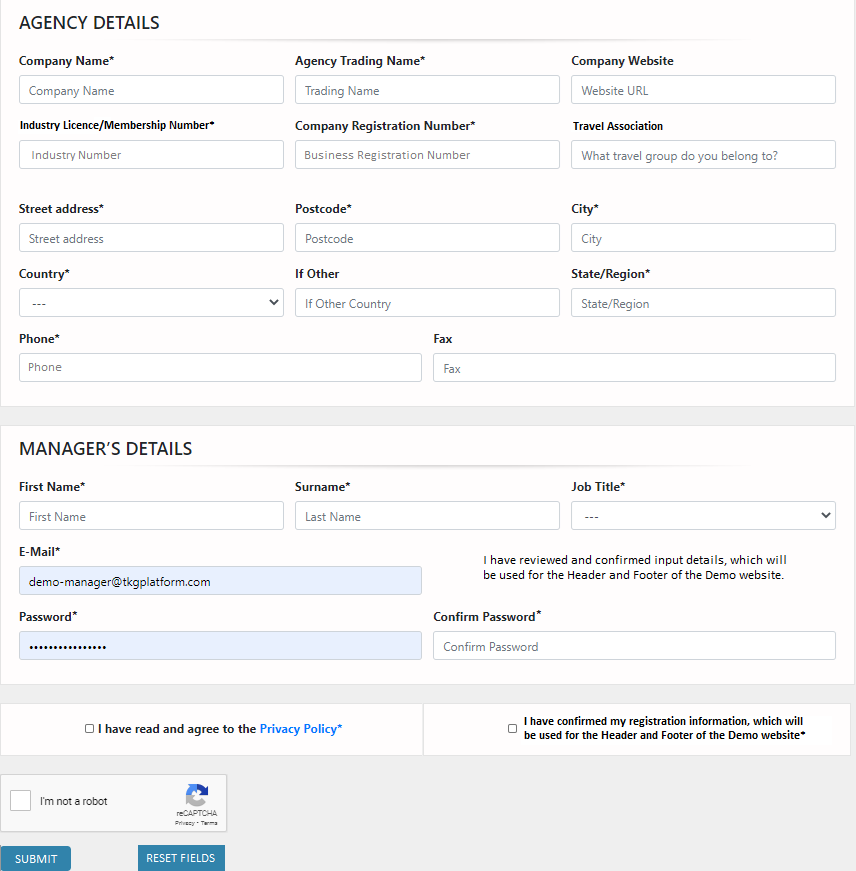 AGENCY DETAILS
Company Name* Agency Trading Name* Company Website
Company Name Trading Name Website URL
Industry Licence/Membership Number* Company Registration Number* Travel Association
Industry Number Business Registration Number What travel group do you belong to?
Street address* Postcode* City*
Street address Postcode City
Country* If Other State/Region*
--- If Other Country State/Region
Phone* Fax
Phone Fax
MANAGER’S DETAILS
First Name* Surname* Job Title*
First Name Last Name ---
E-Mail*
demo-manager@tkgplatform.com
I have reviewed and confirmed input details, which will
be used for the Header and Footer of the Demo website.
Password* Confirm Password*
•••••••••••••••• Confirm Password
I have read and agree to the Privacy Policy*
I have confirmed my registration information, which will
be used for the Header and Footer of the Demo website*
I'm not a robot
reCAPTCHA
Privacy - Terms
SUBMIT RESET FIELDS